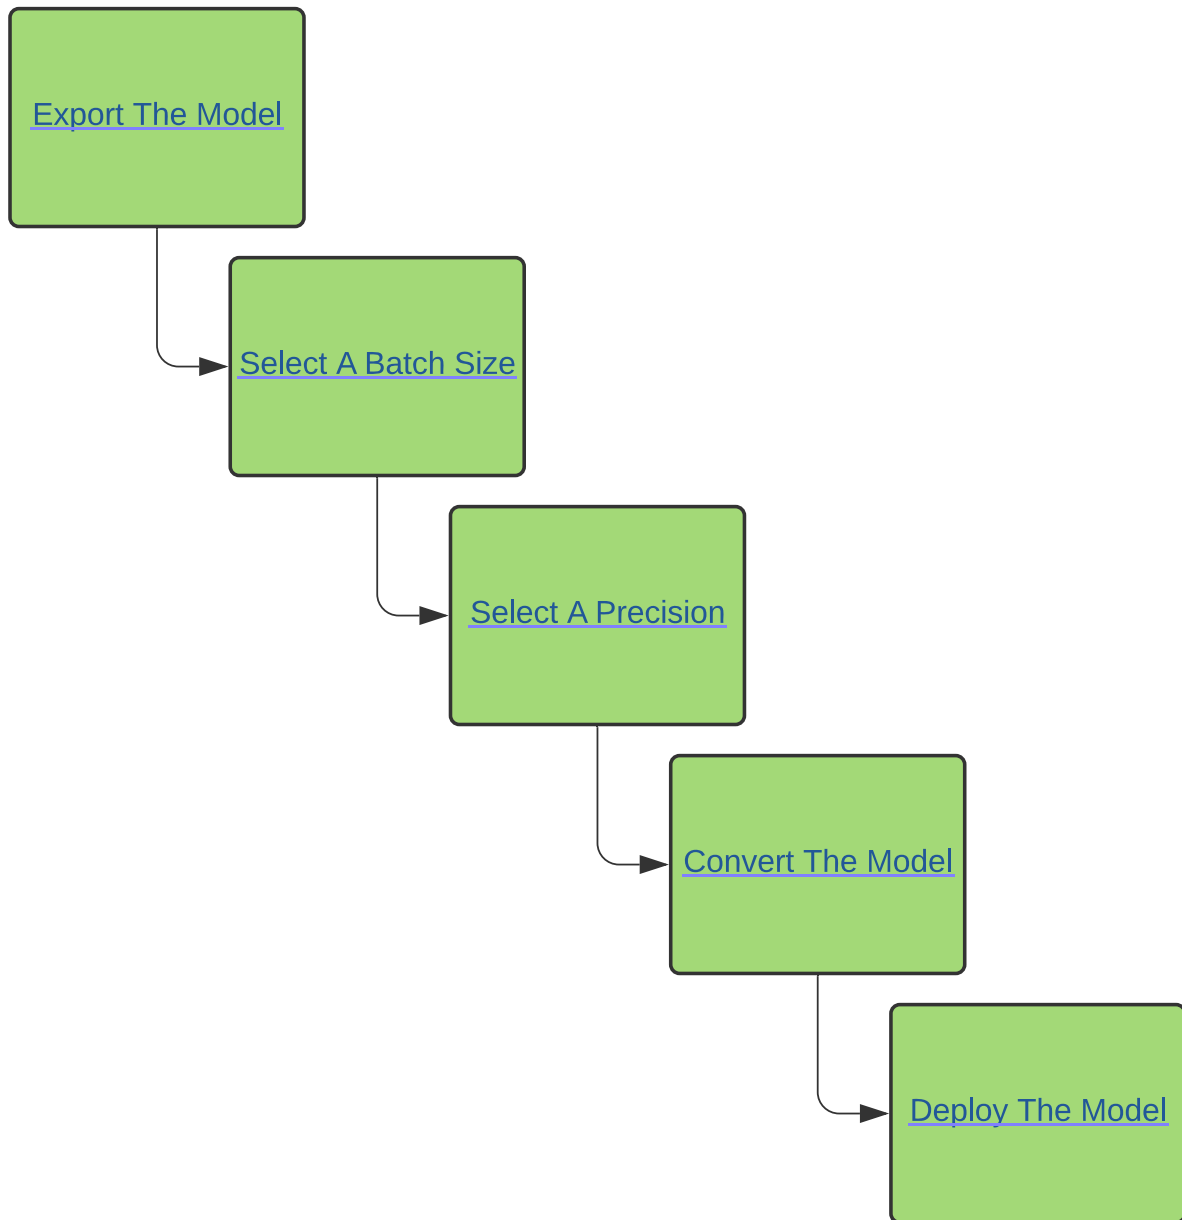 Export The Model
Select A Batch Size
Select A Precision
Convert The Model
Deploy The Model